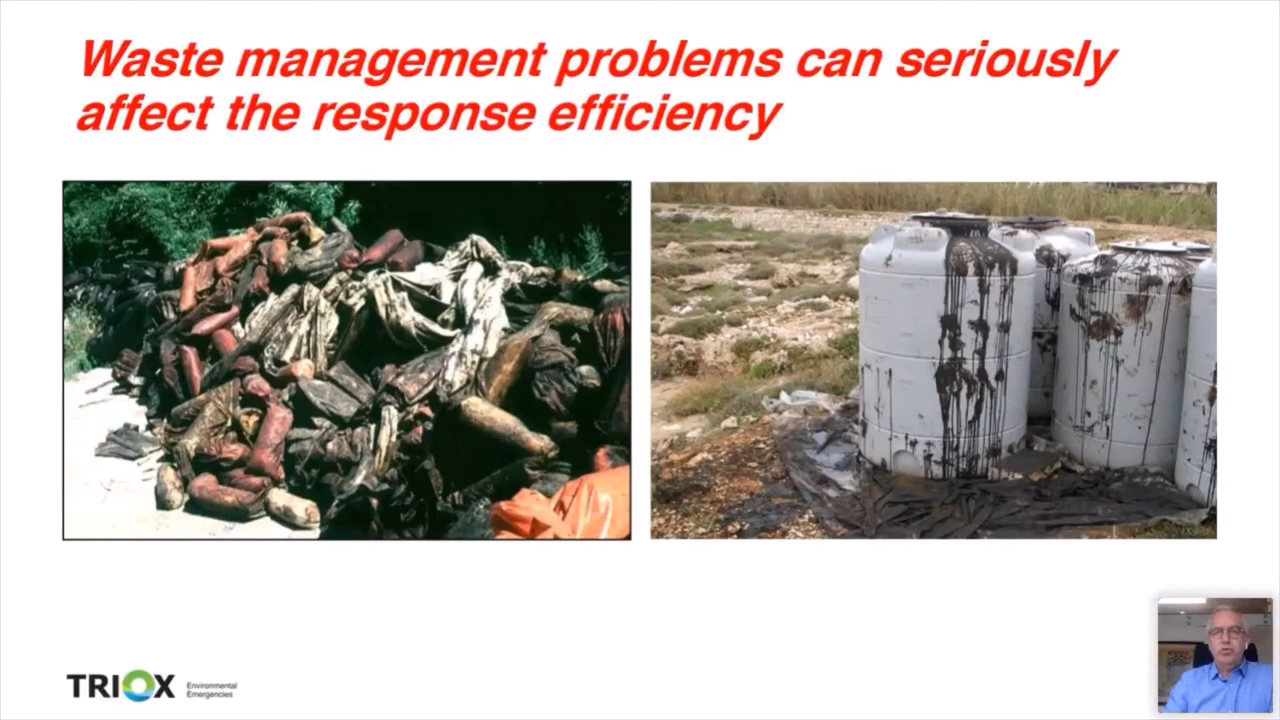 Waste management problems can seriously
affect the response efficiency
TRIOX
Environmental
Emergencies